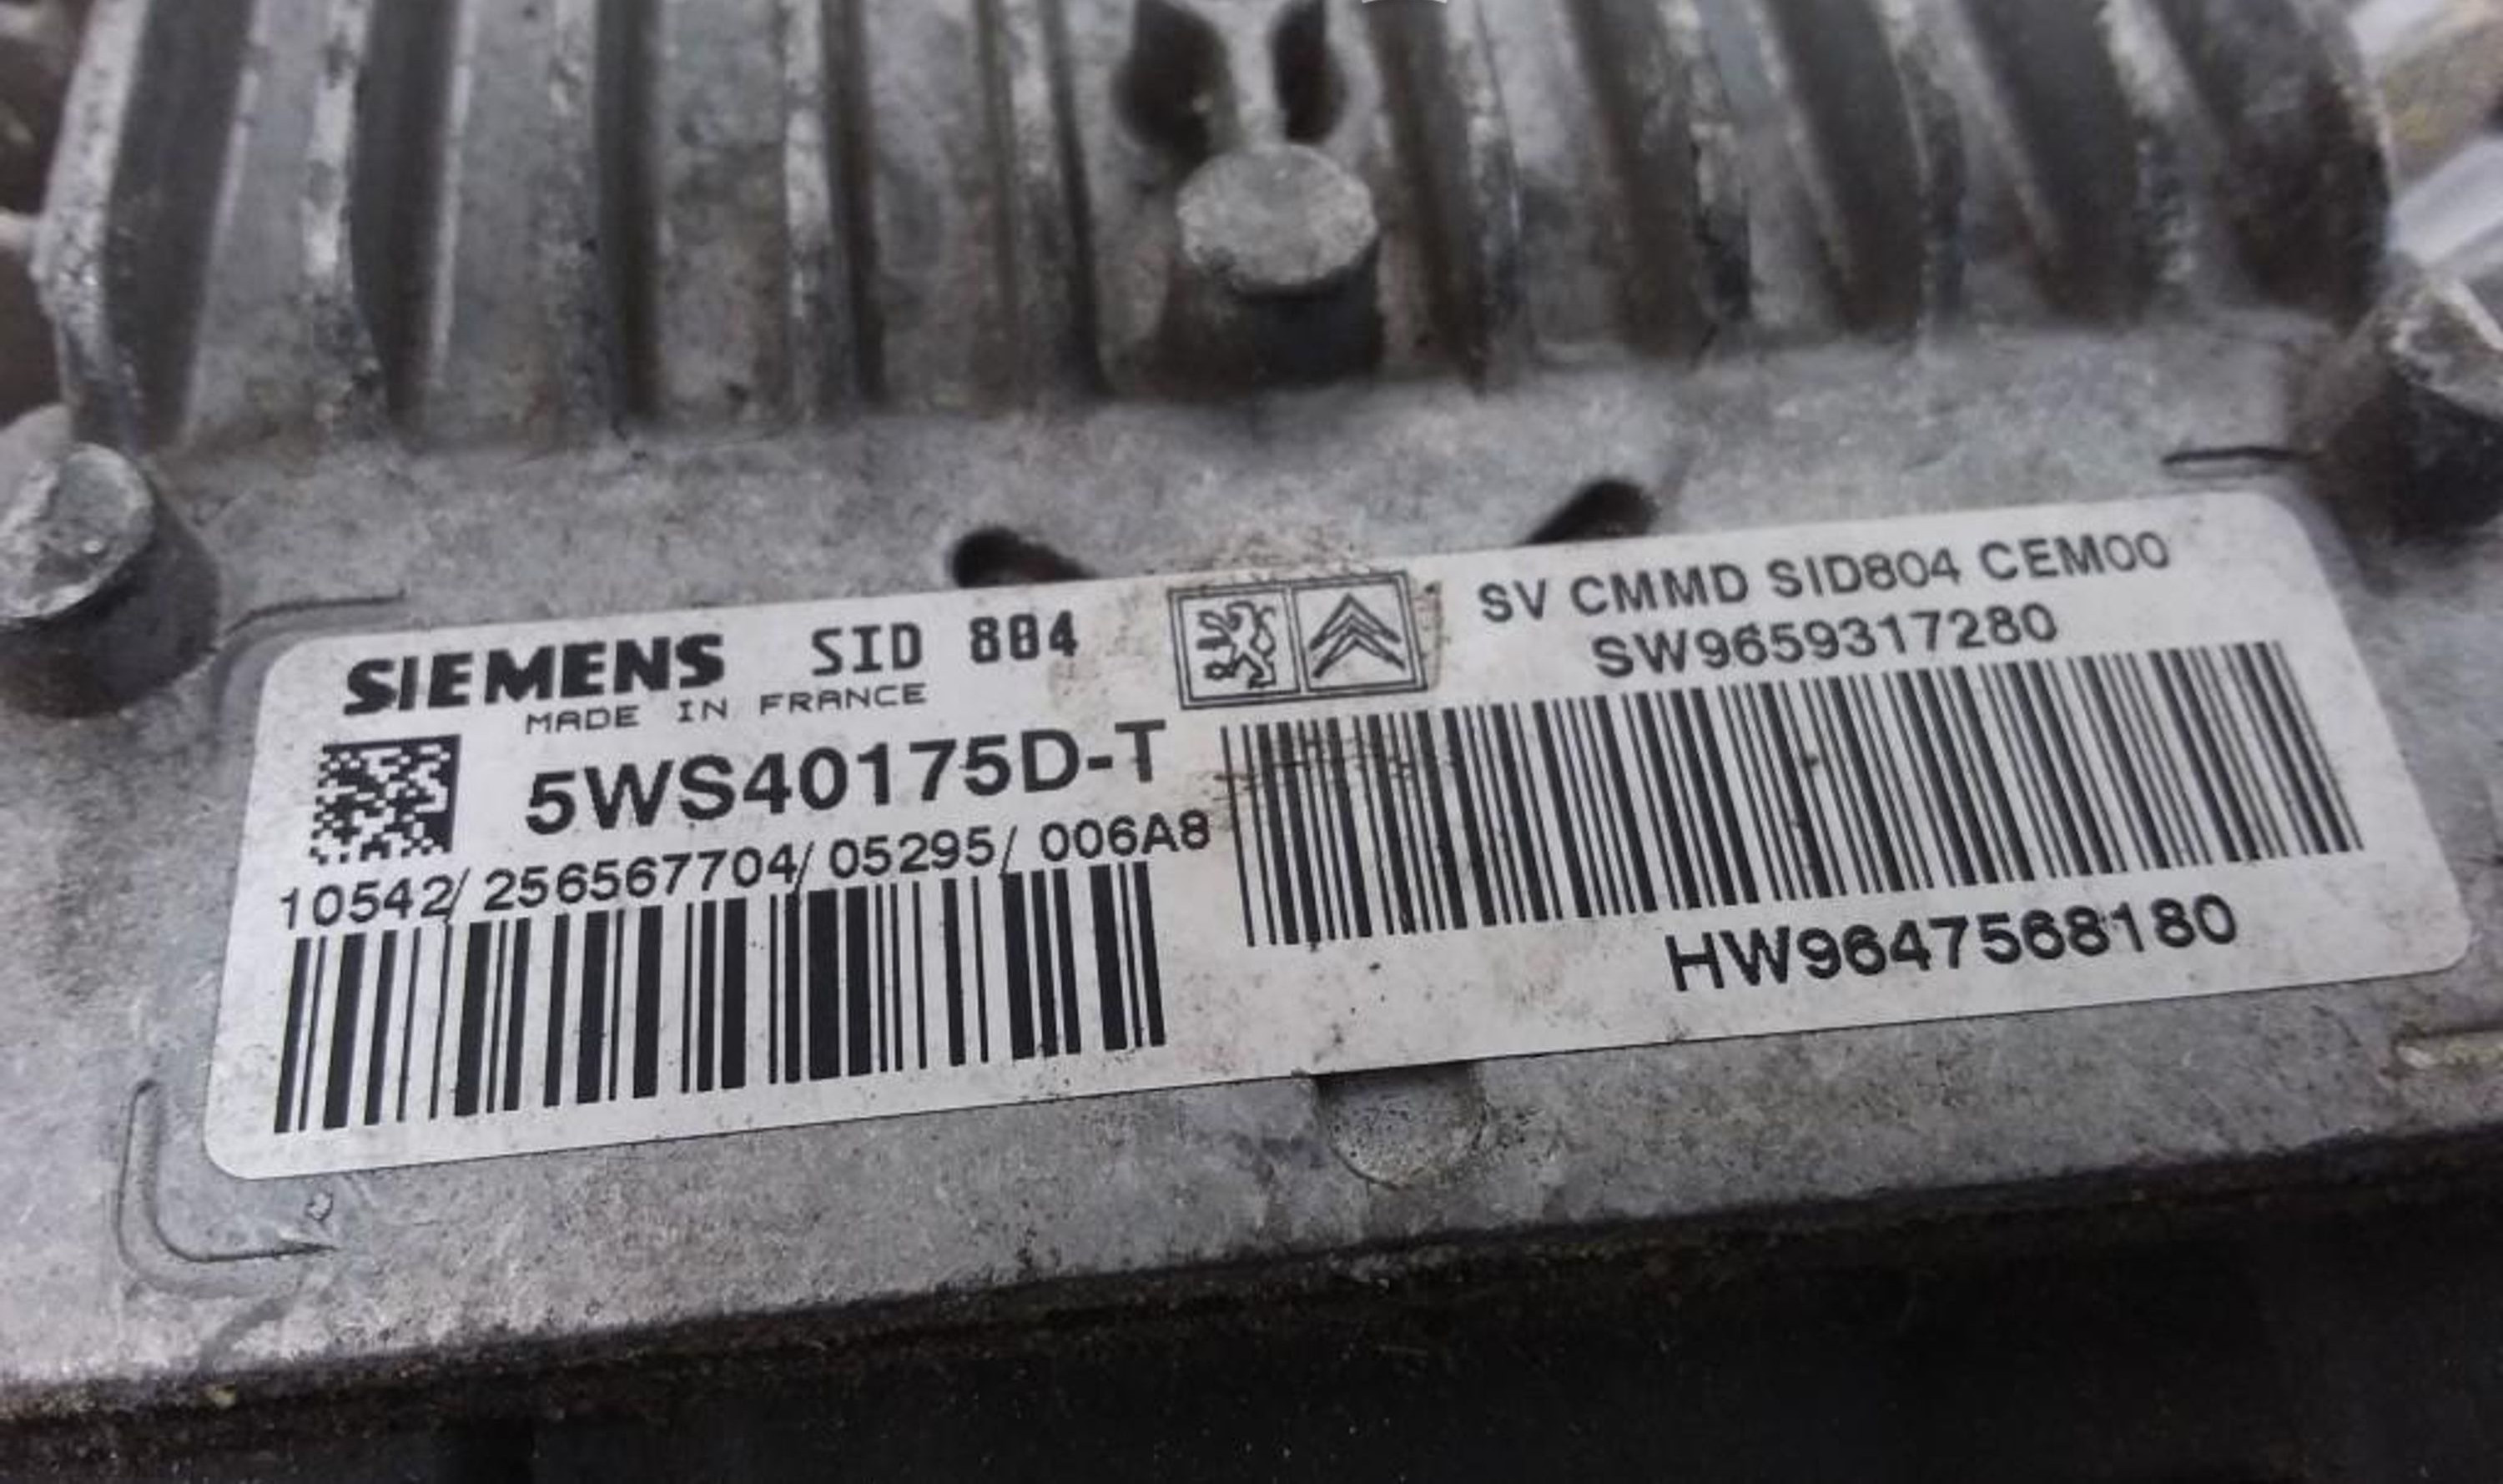 SIEMENS SID 804
MADE IN FRANCE
5WS40175D-T
10542/ 256567704/ 05295/ 006A8
SV CMMD SID804 CEM00
SW9659317280
HW9647568180